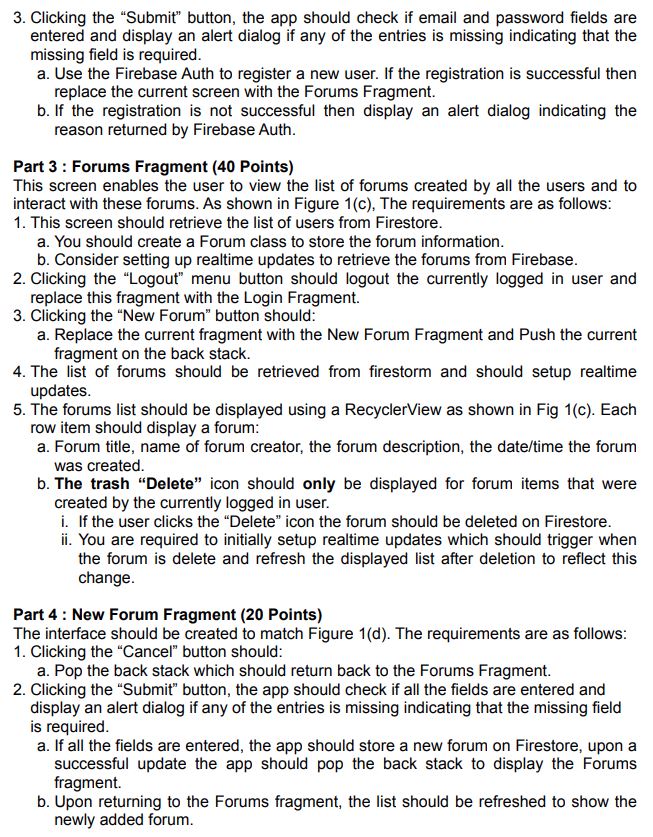 3. Clicking the “Submit” button, the app should check if email and password fields are
entered and display an alert dialog if any of the entries is missing indicating that the
missing field is required.
a. Use the Firebase Auth to register a new user. If the registration is successful then
replace the current screen with the Forums Fragment.
b. If the registration is not successful then display an alert dialog indicating the
reason returned by Firebase Auth.
Part 3 : Forums Fragment (40 Points)
This screen enables the user to view the list of forums created by all the users and to
interact with these forums. As shown in Figure 1(c), The requirements are as follows:
1. This screen should retrieve the list of users from Firestore.
a. You should create a Forum class to store the forum information.
b. Consider setting up realtime updates to retrieve the forums from Firebase.
2. Clicking the “Logout” menu button should logout the currently logged in user and
replace this fragment with the Login Fragment.
3. Clicking the “New Forum” button should:
a. Replace the current fragment with the New Forum Fragment and Push the current
fragment on the back stack.
4. The list of forums should be retrieved from firestorm and should setup realtime
updates.
5. The forums list should be displayed using a RecyclerView as shown in Fig 1(c). Each
row item should display a forum:
a. Forum title, name of forum creator, the forum description, the date/time the forum
was created.
b. The trash “Delete” icon should only be displayed for forum items that were
created by the currently logged in user.
i. If the user clicks the “Delete” icon the forum should be deleted on Firestore.
ii. You are required to initially setup realtime updates which should trigger when
the forum is delete and refresh the displayed list after deletion to reflect this
change.
Part 4 : New Forum Fragment (20 Points)
The interface should be created to match Figure 1(d). The requirements are as follows:
1. Clicking the “Cancel” button should:
a. Pop the back stack which should return back to the Forums Fragment.
2. Clicking the “Submit” button, the app should check if all the fields are entered and
display an alert dialog if any of the entries is missing indicating that the missing field
is required.
a. If all the fields are entered, the app should store a new forum on Firestore, upon a
successful update the app should pop the back stack to display the Forums
fragment.
b. Upon returning to the Forums fragment, the list should be refreshed to show the
newly added forum.